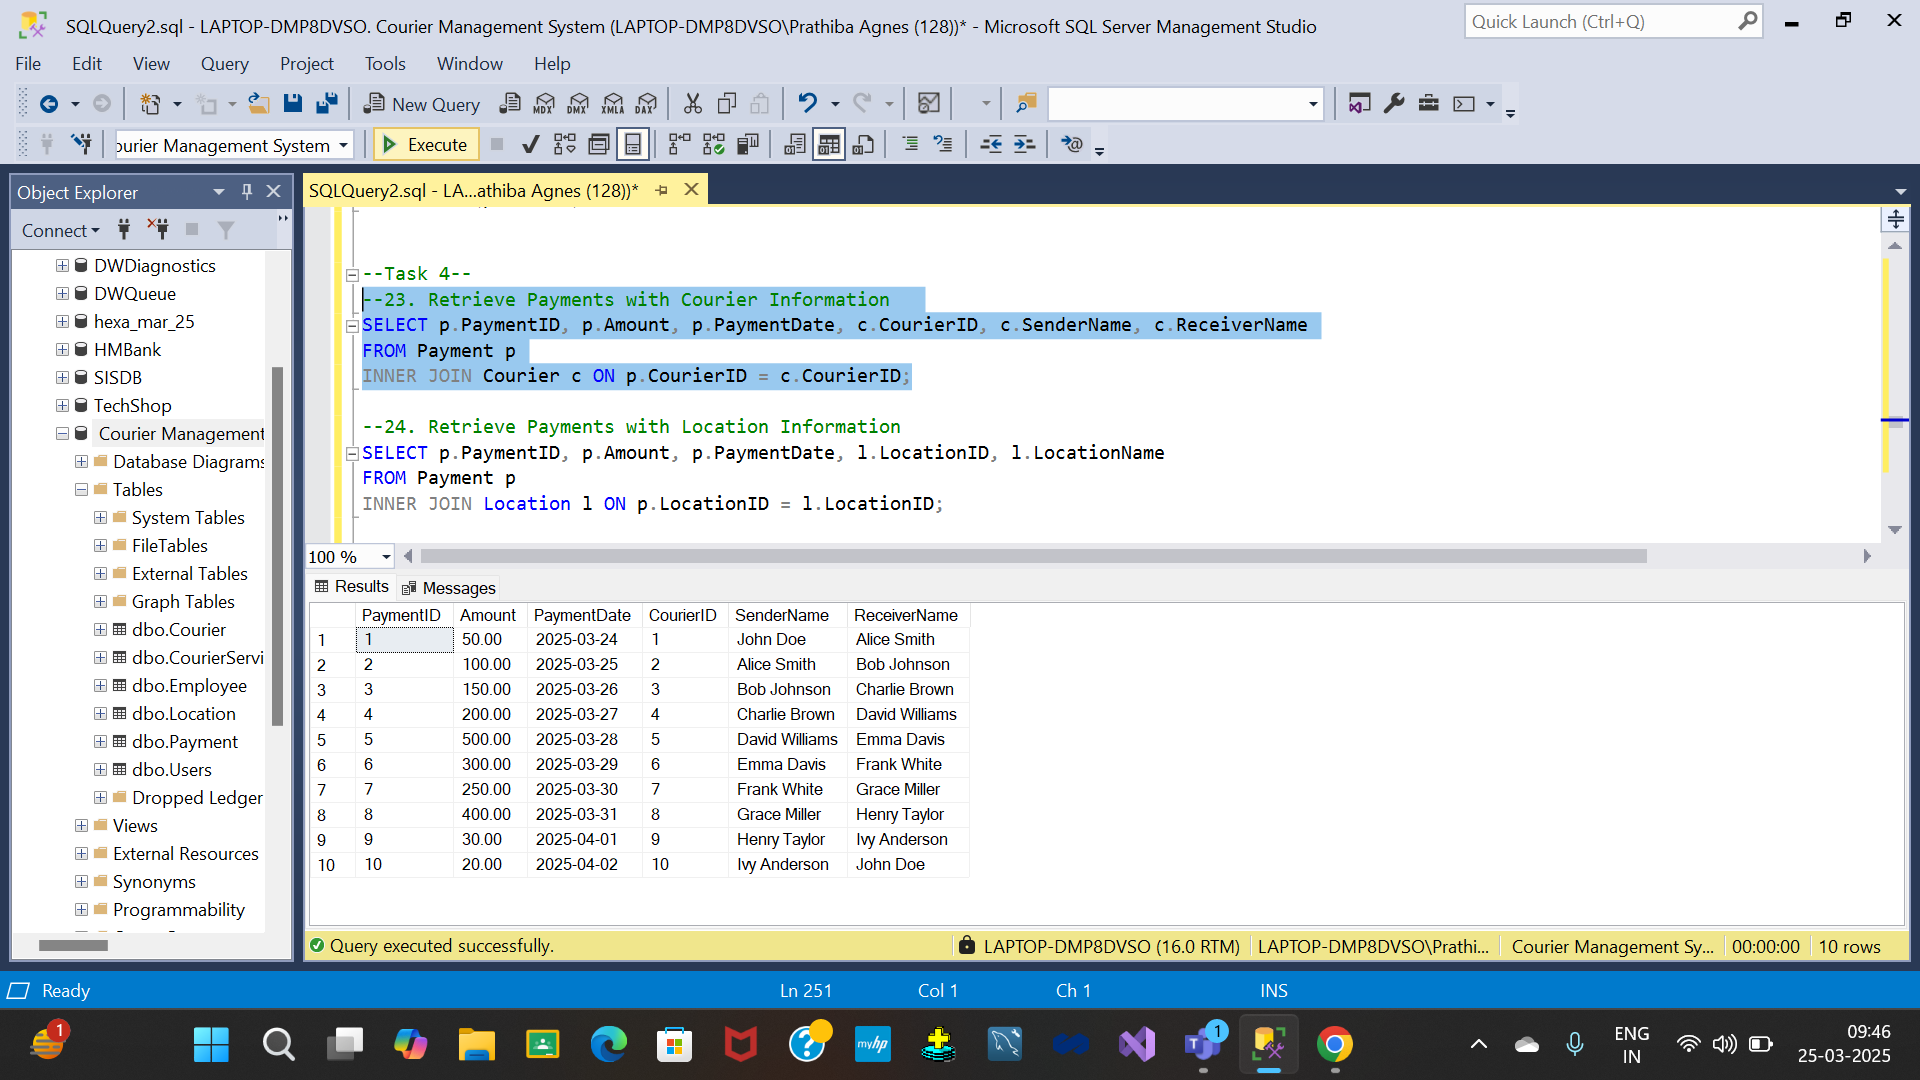 SQLQuery2.sql - LAPTOP-DMP8DVSO. Courier Management System (LAPTOP-DMP8DVSO\Prathiba Agnes (128))* - Microsoft SQL Server Management Studio
Quick Launch (Ctrl+Q)
File Edit View Query Project Tools Window Help
New Query MDX DMX XMLA DAX
ourier Management System Execute
Object Explorer
SQLQuery2.sql - LA...athiba Agnes (128))*
Connect
DWDiagnostics
DWQueue
hexa_mar_25
HMBank
SISDB
TechShop
Courier Management
Database Diagrams
Tables
System Tables
FileTables
External Tables
Graph Tables
dbo.Courier
dbo.CourierServi
dbo.Employee
dbo.Location
dbo.Payment
dbo.Users
Dropped Ledger
Views
External Resources
Synonyms
Programmability
--Task 4--
--23. Retrieve Payments with Courier Information
SELECT p.PaymentID, p.Amount, p.PaymentDate, c.CourierID, c.SenderName, c.ReceiverName
FROM Payment p
INNER JOIN Courier c ON p.CourierID = c.CourierID;
--24. Retrieve Payments with Location Information
SELECT p.PaymentID, p.Amount, p.PaymentDate, l.LocationID, l.LocationName
FROM Payment p
INNER JOIN Location l ON p.LocationID = l.LocationID;
100 %
Results Messages
PaymentID Amount PaymentDate CourierID SenderName ReceiverName
1 1 50.00 2025-03-24 1 John Doe Alice Smith
2 2 100.00 2025-03-25 2 Alice Smith Bob Johnson
3 3 150.00 2025-03-26 3 Bob Johnson Charlie Brown
4 4 200.00 2025-03-27 4 Charlie Brown David Williams
5 5 500.00 2025-03-28 5 David Williams Emma Davis
6 6 300.00 2025-03-29 6 Emma Davis Frank White
7 7 250.00 2025-03-30 7 Frank White Grace Miller
8 8 400.00 2025-03-31 8 Grace Miller Henry Taylor
9 9 30.00 2025-04-01 9 Henry Taylor Ivy Anderson
10 10 20.00 2025-04-02 10 Ivy Anderson John Doe
Query executed successfully. LAPTOP-DMP8DVSO (16.0 RTM) LAPTOP-DMP8DVSO\Prathi... Courier Management Sy... 00:00:00 10 rows
Ready Ln 251 Col 1 Ch 1 INS
1 myhp 1
ENG
IN
09:46
25-03-2025